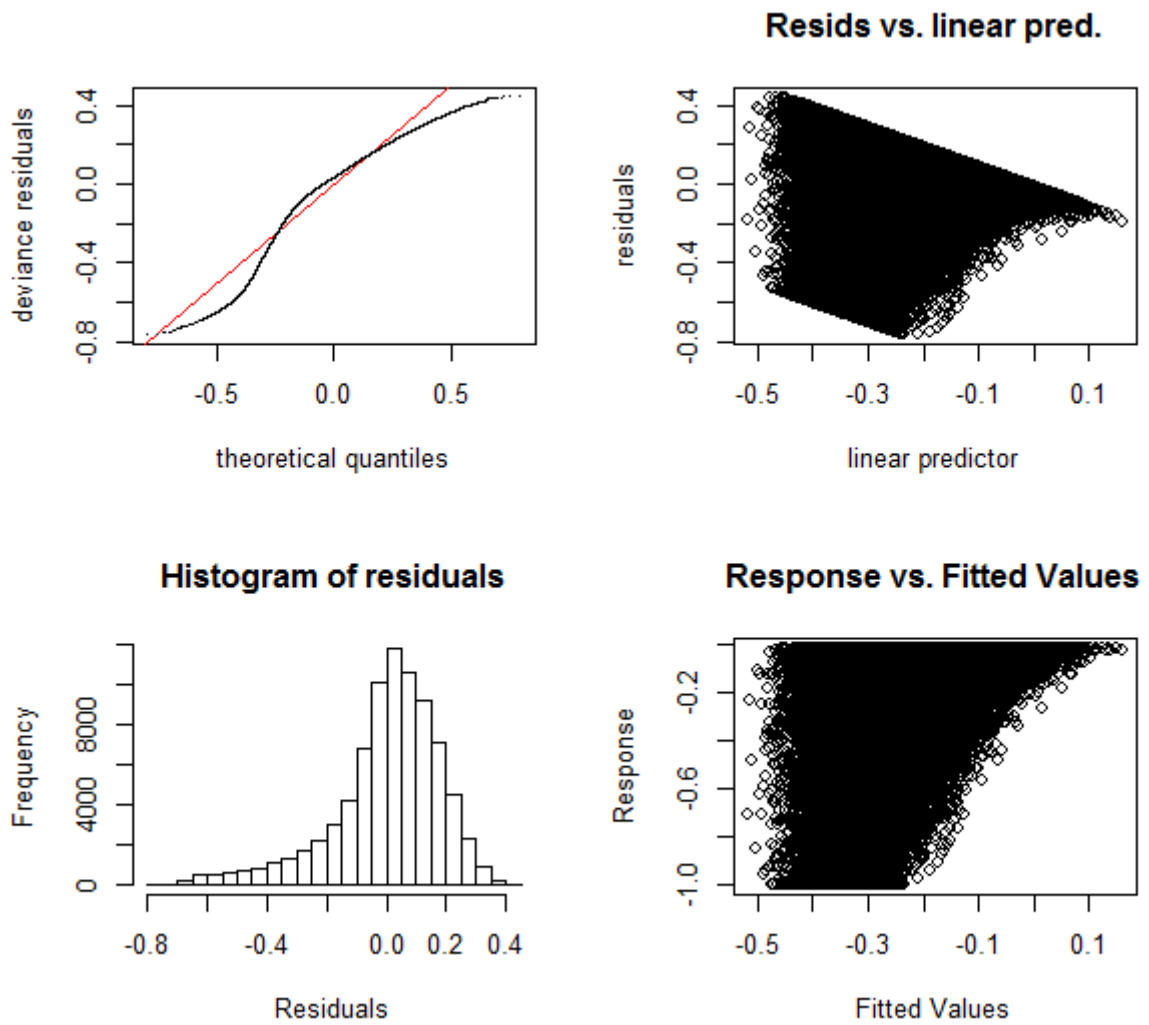 deviance residuals
0.4
0.0
-0.4
-0.8
-0.5 0.0 0.5
theoretical quantiles
Resids vs. linear pred.
residuals
0.4
0.0
-0.4
-0.8
-0.5 -0.3 -0.1 0.1
linear predictor
Histogram of residuals
Frequency
8000
4000
0
-0.8 -0.4 0.0 0.2 0.4
Residuals
Response vs. Fitted Values
Response
-0.2
-0.6
-1.0
-0.5 -0.3 -0.1 0.1
Fitted Values